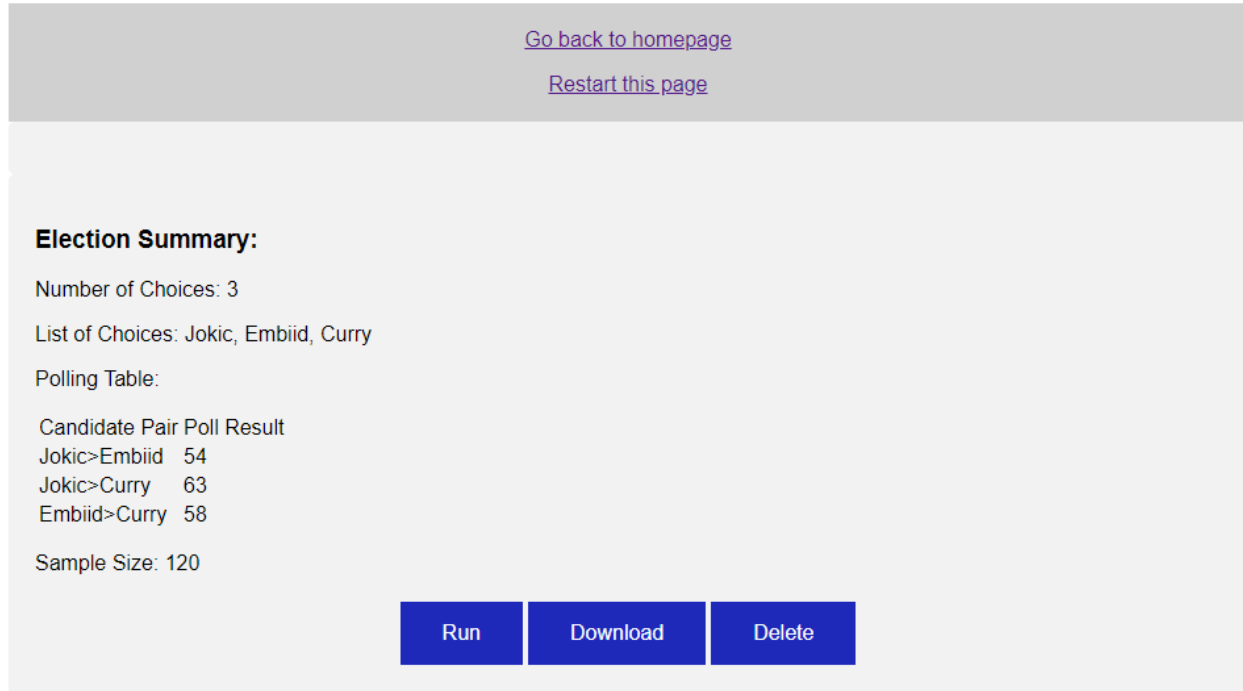 Go back to homepage
Restart this page
Election Summary:
Number of Choices: 3
List of Choices: Jokic, Embiid, Curry
Polling Table:
Candidate Pair Poll Result
Jokic>Embiid 54
Jokic>Curry 63
Embiid>Curry 58
Sample Size: 120
Run Download Delete